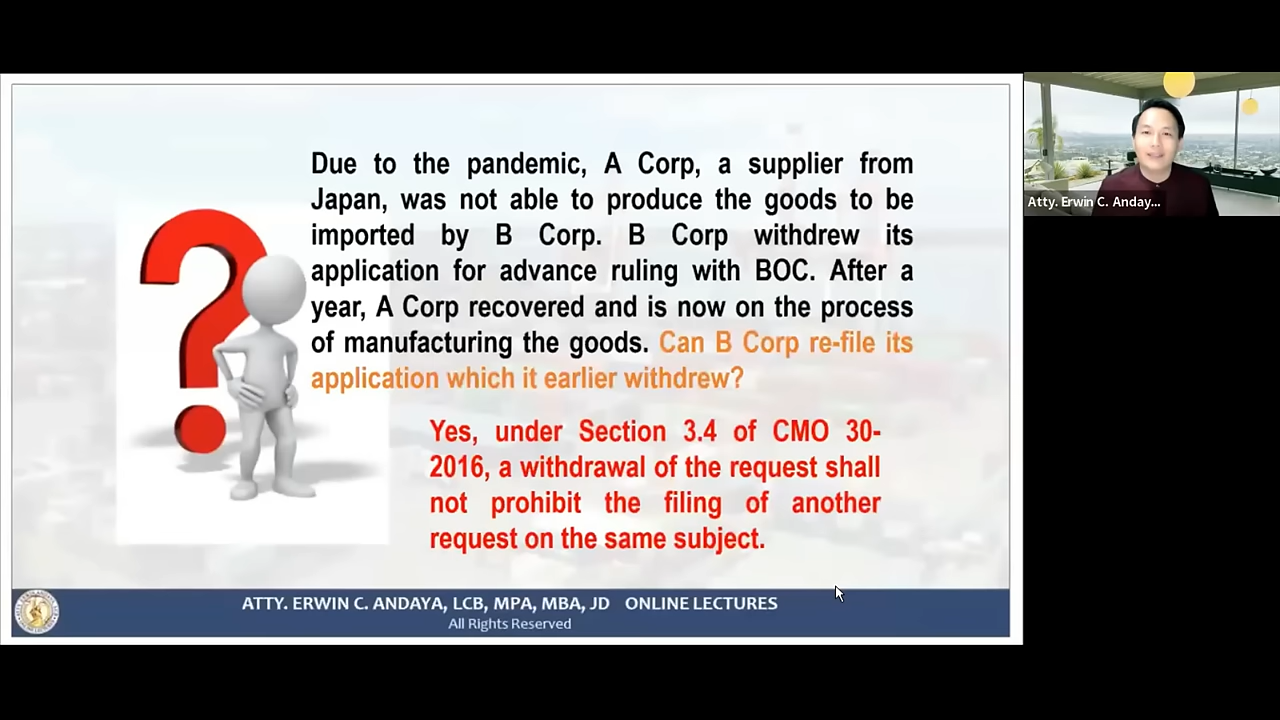 Due to the pandemic, A Corp, a supplier from
Japan, was not able to produce the goods to be
imported by B Corp. B Corp withdrew its
application for advance ruling with BOC. After a
year, A Corp recovered and is now on the process
of manufacturing the goods. Can B Corp re-file its
application which it earlier withdrew?
Yes, under Section 3.4 of CMO 30-
2016, a withdrawal of the request shall
not prohibit the filing of another
request on the same subject.
ATTY. ERWIN C. ANDAYA, LCB, MPA, MBA, JD ONLINE LECTURES
All Rights Reserved
Atty. Erwin C. Anday...